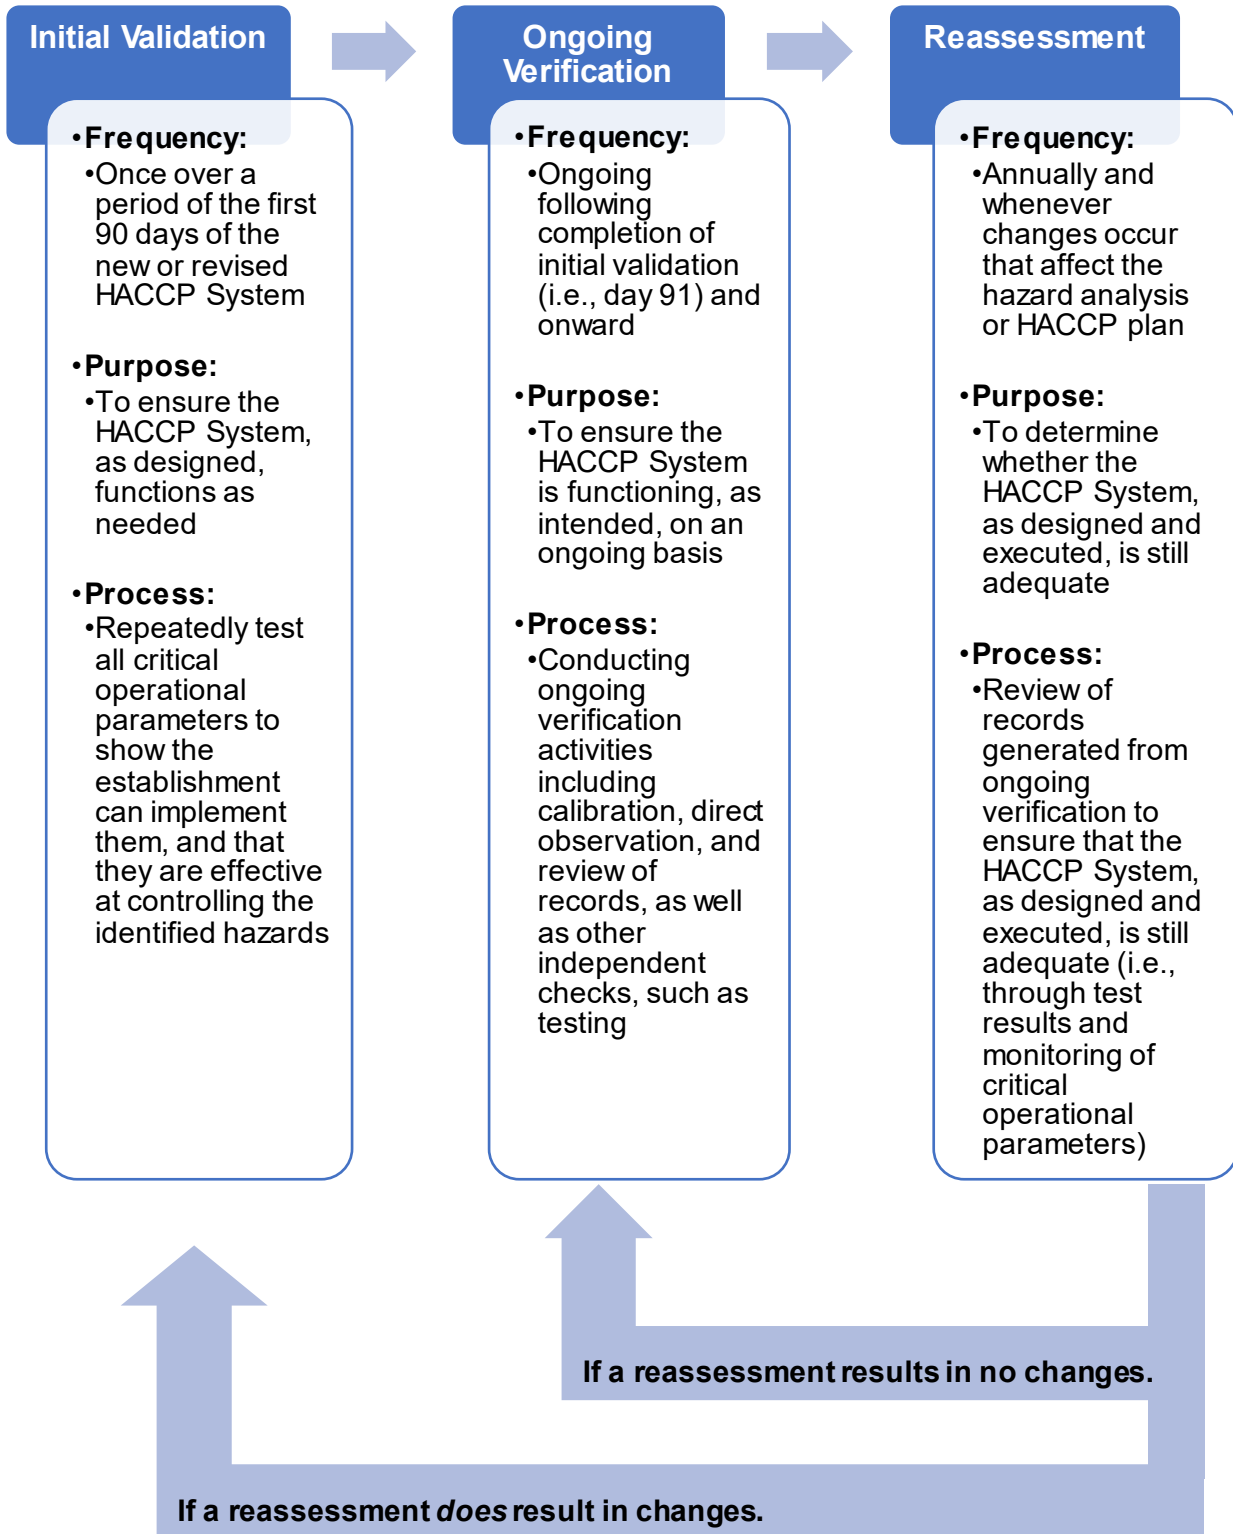 Initial Validation
•Frequency:
•Once over a
period of the first
90 days of the
new or revised
HACCP System
•Purpose:
•To ensure the
HACCP System,
as designed,
functions as
needed
•Process:
•Repeatedly test
all critical
operational
parameters to
show the
establishment
can implement
them, and that
they are effective
at controlling the
identified hazards
Ongoing
Verification
•Frequency:
•Ongoing
following
completion of
initial validation
(i.e., day 91) and
onward
•Purpose:
•To ensure the
HACCP System
is functioning, as
intended, on an
ongoing basis
•Process:
•Conducting
ongoing
verification
activities
including
calibration, direct
observation, and
review of
records, as well
as other
independent
checks, such as
testing
Reassessment
•Frequency:
•Annually and
whenever
changes occur
that affect the
hazard analysis
or HACCP plan
•Purpose:
•To determine
whether the
HACCP System,
as designed and
executed, is still
adequate
•Process:
•Review of
records
generated from
ongoing
verification to
ensure that the
HACCP System,
as designed and
executed, is still
adequate (i.e.,
through test
results and
monitoring of
critical
operational
parameters)
If a reassessment results in no changes.
If a reassessment does result in changes.